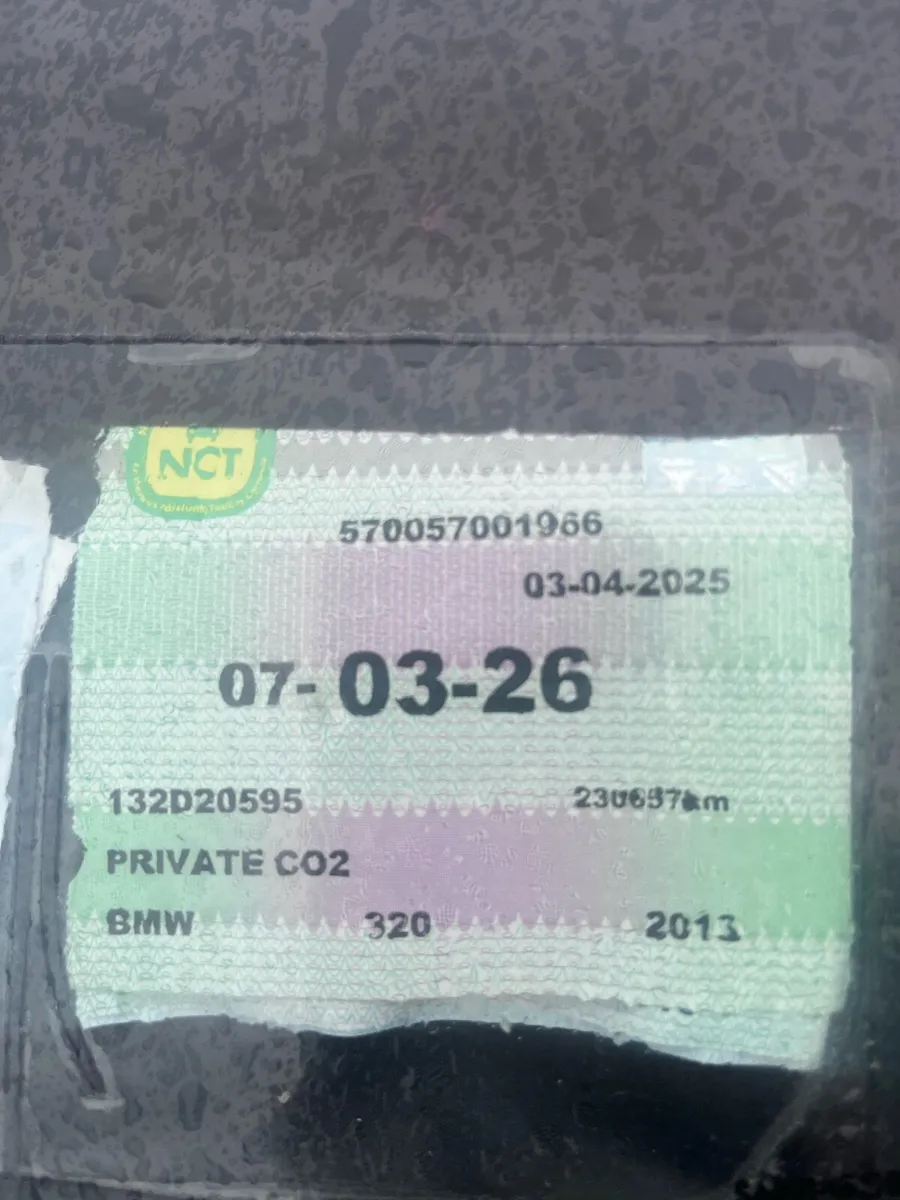 NCT
570057001966
03-04-2025
07- 03-26
132D20595
PRIVATE CO2
BMW 320 2013